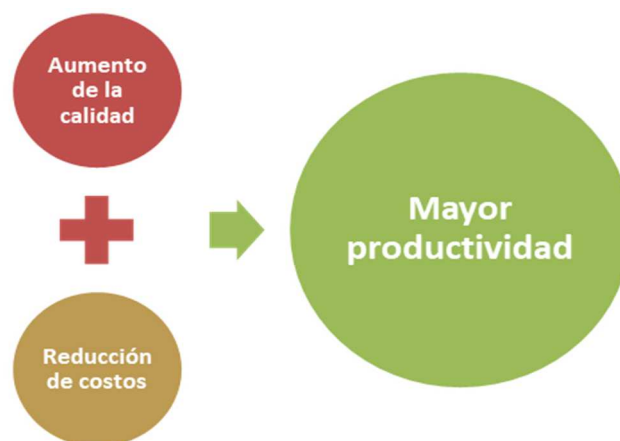 Aumento
de la
calidad
Reducción
de costos
Mayor
productividad